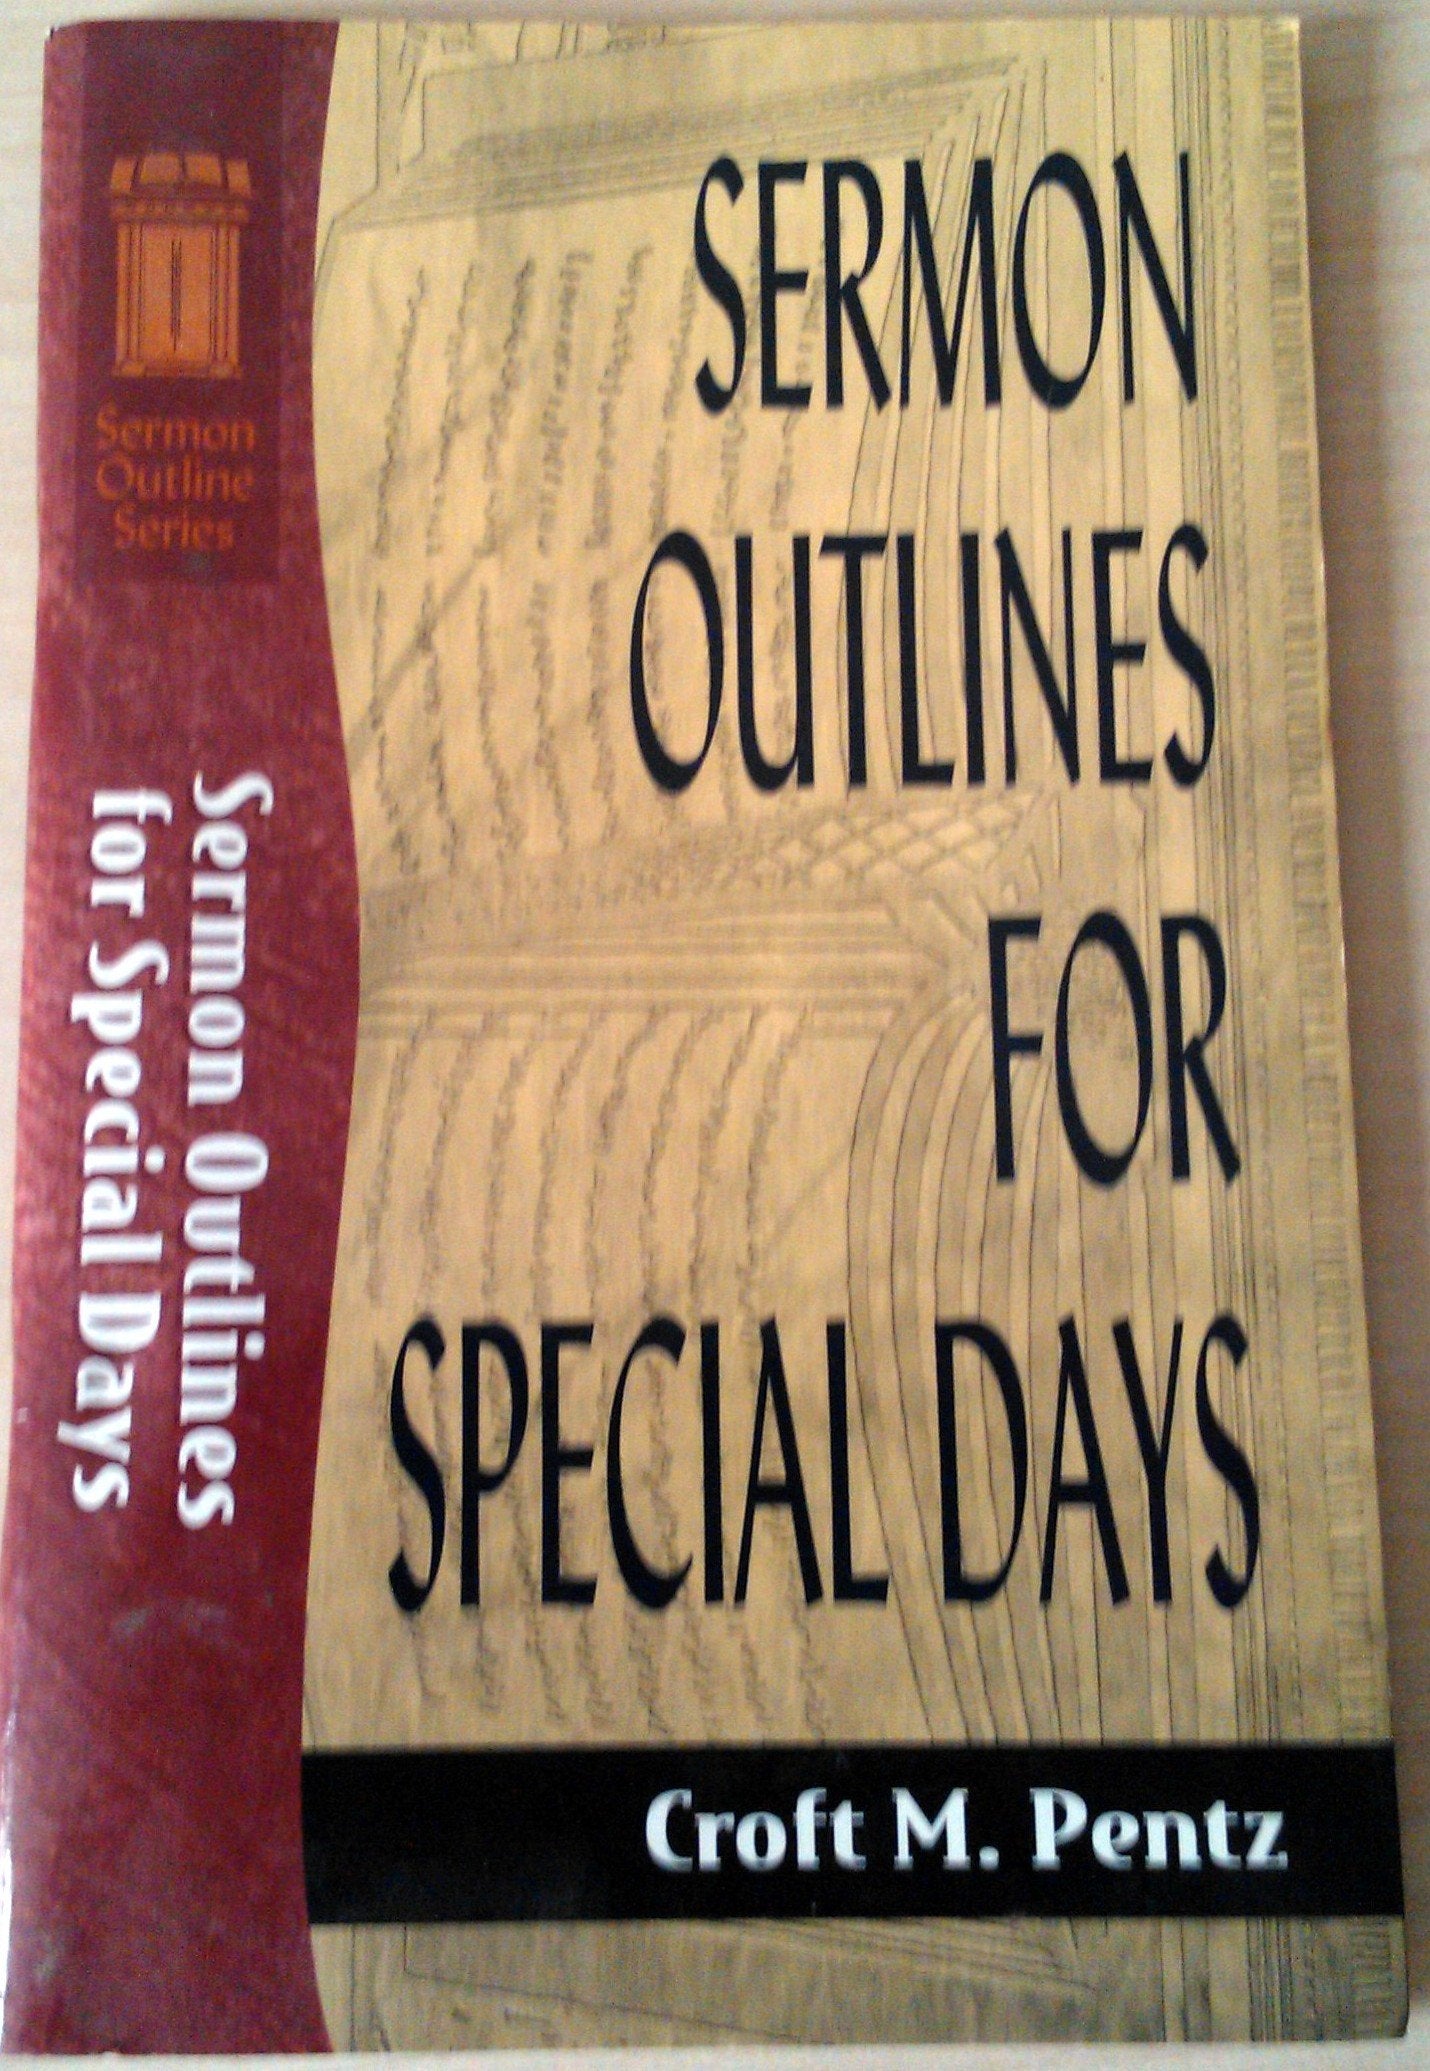 Sermon
Outline
Series
Sermon Outlines
for Special Days
SERMON
OUTLINES
FOR
SPECIAL DAYS
Croft M. Pentz